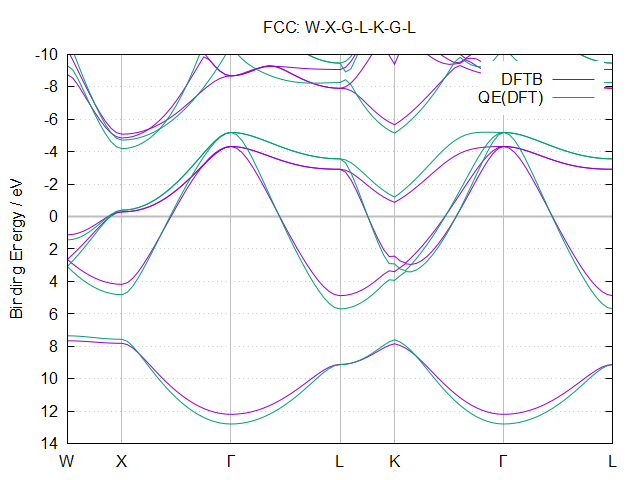 FCC: W-X-G-L-K-G-L
DFTB
QE(DFT)
Binding Energy / eV
-10
-8
-6
-4
-2
0
2
4
6
8
10
12
14
W X Γ L K Γ L